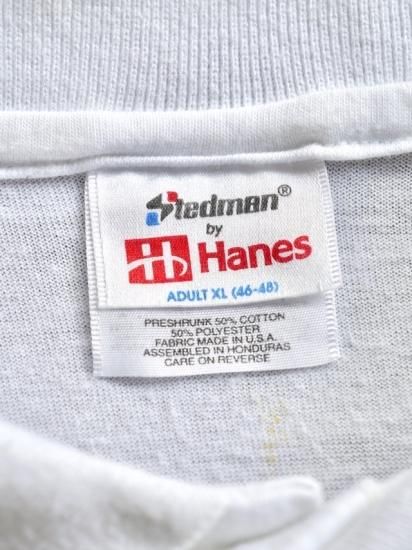 Stedman®
by
H Hanes
ADULT XL (46-48)
PRESHRUNK 50% COTTON
50% POLYESTER
FABRIC MADE IN U.S.A.
ASSEMBLED IN HONDURAS
CARE ON REVERSE